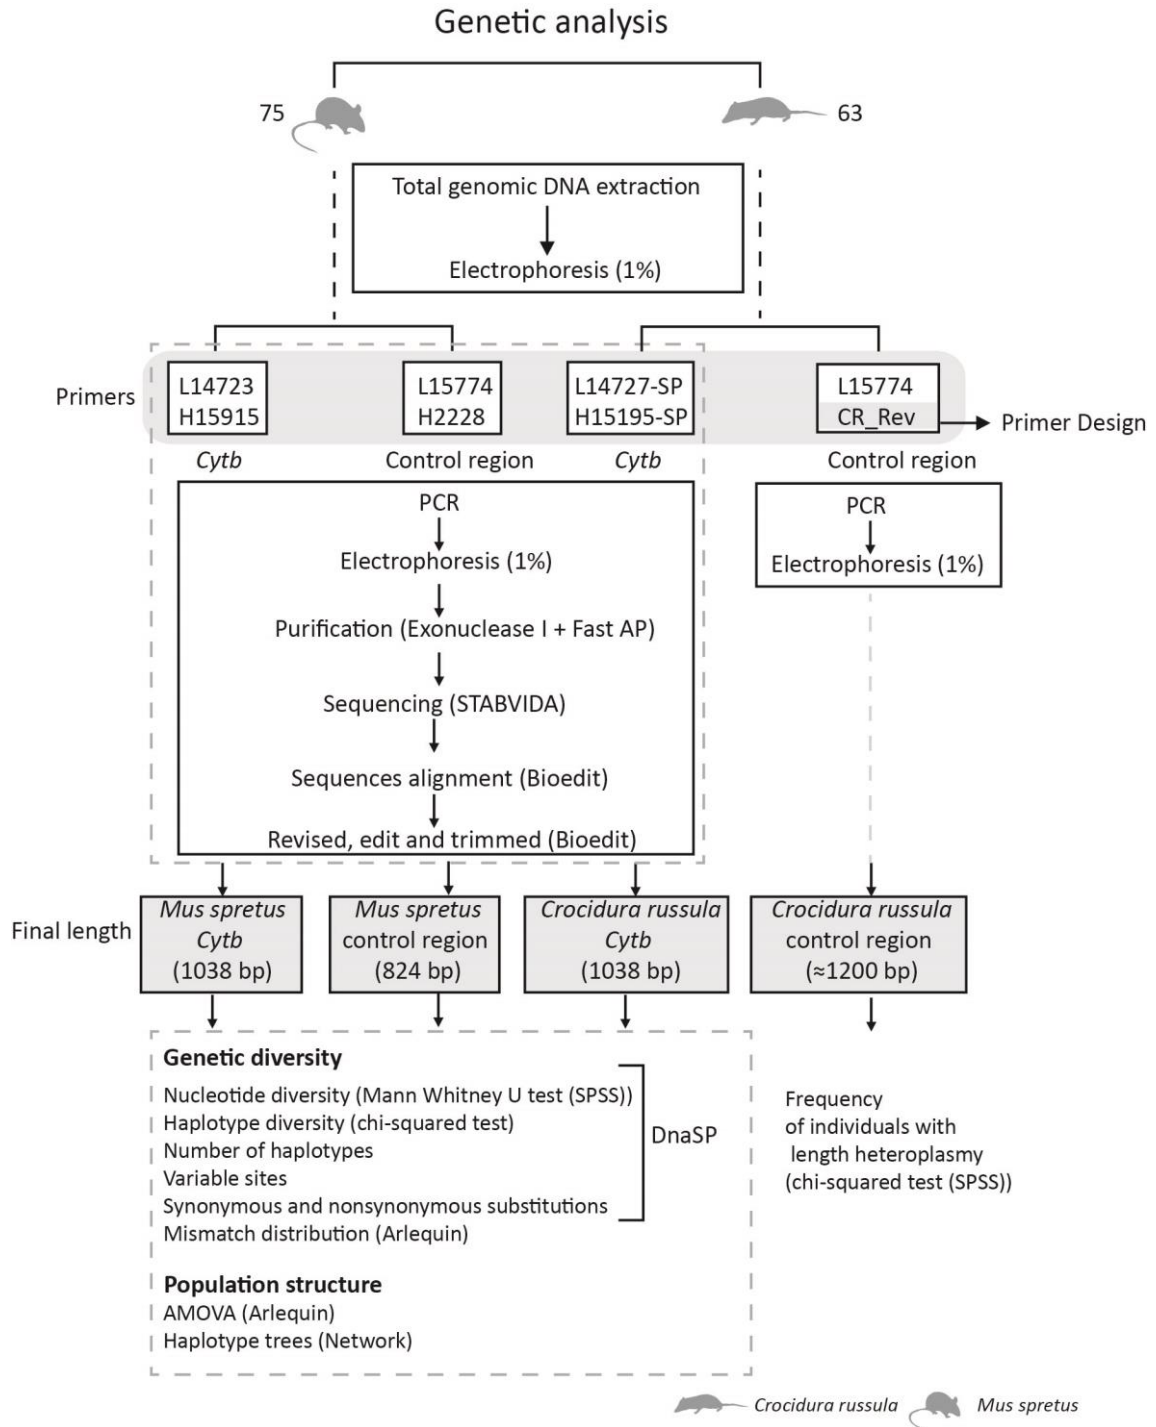 Genetic analysis
75
63
Total genomic DNA extraction
Electrophoresis (1%)
Primers
L14723
H15915
L15774
H2228
L14727-SP
H15195-SP
L15774
CR_Rev
Primer Design
Cytb
Control region
Cytb
Control region
PCR
Electrophoresis (1%)
Purification (Exonuclease I + Fast AP)
Sequencing (STABVIDA)
Sequences alignment (Bioedit)
Revised, edit and trimmed (Bioedit)
PCR
Electrophoresis (1%)
Final length
Mus spretus
Cytb
(1038 bp)
Mus spretus
control region
(824 bp)
Crocidura russula
Cytb
(1038 bp)
Crocidura russula
control region
(≈1200 bp)
Genetic diversity
Nucleotide diversity (Mann Whitney U test (SPSS))
Haplotype diversity (chi-squared test)
Number of haplotypes
Variable sites
Synonymous and nonsynonymous substitutions
DnaSP
Mismatch distribution (Arlequin)
Population structure
AMOVA (Arlequin)
Haplotype trees (Network)
Frequency
of individuals with
length heteroplasmy
(chi-squared test (SPSS))
Crocidura russula
Mus spretus